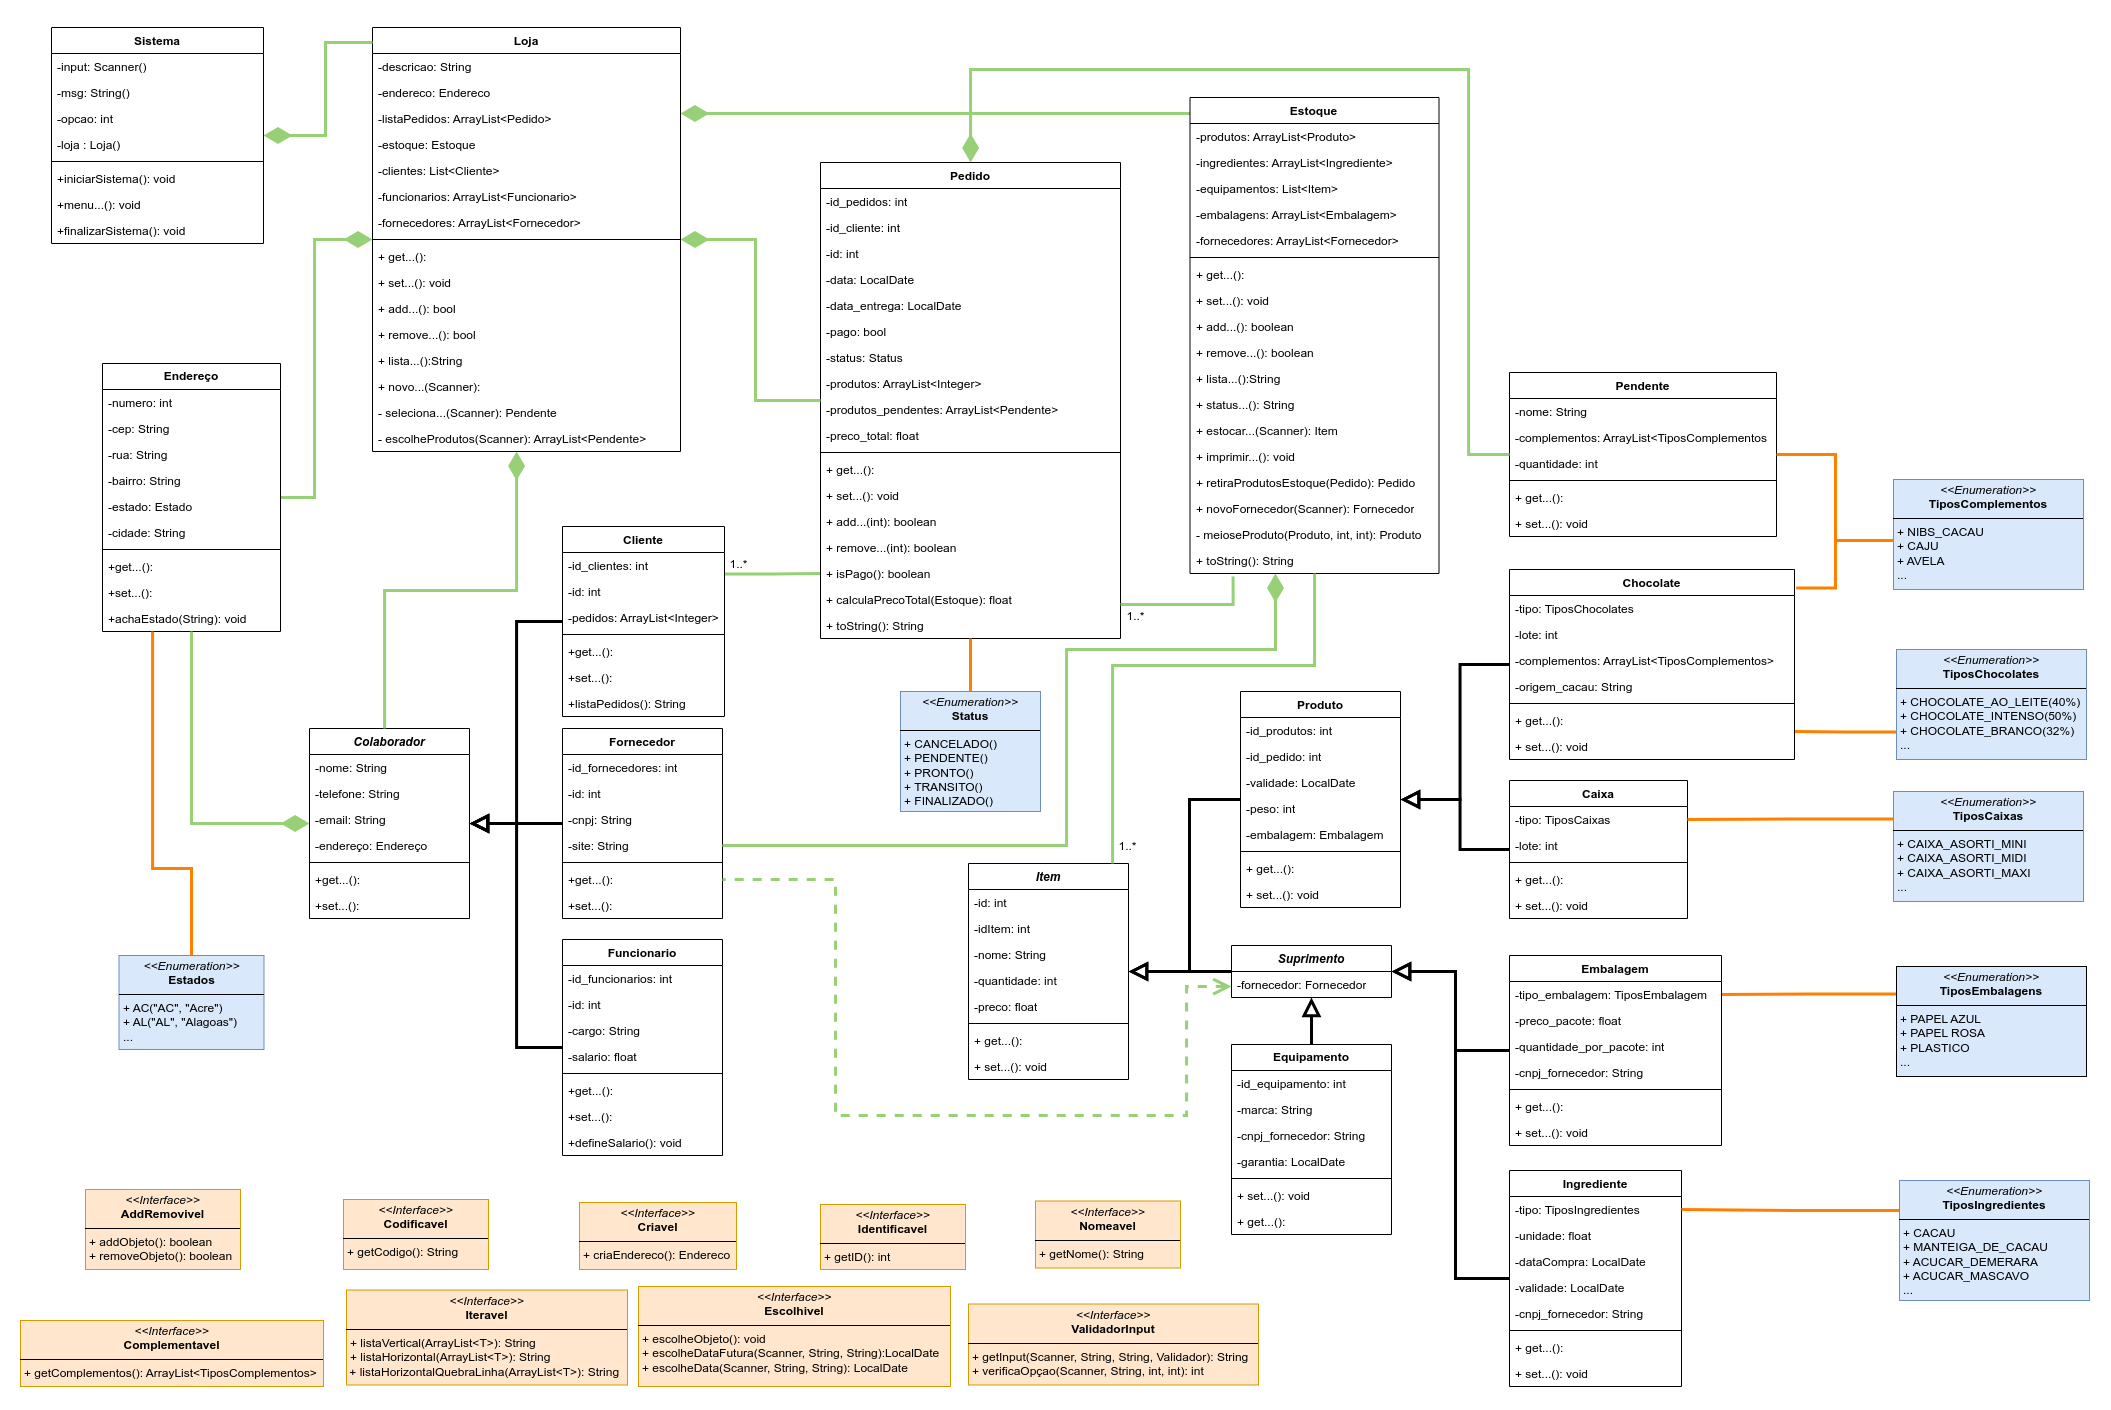 Sistema
-input: Scanner()
-msg: String()
-opcao: int
-loja : Loja()
+iniciarSistema(): void
+menu...(): void
+finalizarSistema(): void
Loja
-descricao: String
-endereco: Endereco
-listaPedidos: ArrayList<Pedido>
-estoque: Estoque
-clientes: List<Cliente>
-funcionarios: ArrayList<Funcionario>
-fornecedores: ArrayList<Fornecedor>
+ get...():
+ set...(): void
+ add...(): bool
+ remove...(): bool
+ lista...():String
+ novo...(Scanner):
- seleciona...(Scanner): Pendente
- escolheProdutos(Scanner): ArrayList<Pendente>
Pedido
-id_pedidos: int
-id_cliente: int
-id: int
-data: LocalDate
-data_entrega: LocalDate
-pago: bool
-status: Status
-produtos: ArrayList<Integer>
-produtos_pendentes: ArrayList<Pendente>
-preco_total: float
+ get...():
+ set...(): void
+ add...(int): boolean
+ remove...(int): boolean
+ isPago(): boolean
+ calculaPrecoTotal(Estoque): float
+ toString(): String
Estoque
-produtos: ArrayList<Produto>
-ingredientes: ArrayList<Ingrediente>
-equipamentos: List<Item>
-embalagens: ArrayList<Embalagem>
-fornecedores: ArrayList<Fornecedor>
+ get...():
+ set...(): void
+ add...(): boolean
+ remove...(): boolean
+ lista...():String
+ status...(): String
+ estocar...(Scanner): Item
+ imprimir...(): void
+ retiraProdutosEstoque(Pedido): Pedido
+ novoFornecedor(Scanner): Fornecedor
- meioseProduto(Produto, int, int): Produto
+ toString(): String
Pendente
-nome: String
-complementos: ArrayList<TiposComplementos
-quantidade: int
+ get...():
+ set...(): void
<<Enumeration>>
TiposComplementos
+ NIBS_CACAU
+ CAJU
+ AVELA
...
Endereço
-numero: int
-cep: String
-rua: String
-bairro: String
-estado: Estado
-cidade: String
+get...():
+set...():
+achaEstado(String): void
Cliente
-id_clientes: int
-id: int
-pedidos: ArrayList<Integer>
+get...():
+set...():
+listaPedidos(): String
1..*
1..*
Chocolate
-tipo: TiposChocolates
-lote: int
-complementos: ArrayList<TiposComplementos>
-origem_cacau: String
+ get...():
+ set...(): void
<<Enumeration>>
TiposChocolates
+ CHOCOLATE_AO_LEITE(40%)
+ CHOCOLATE_INTENSO(50%)
+ CHOCOLATE_BRANCO(32%)
...
<<Enumeration>>
Status
+ CANCELADO()
+ PENDENTE()
+ PRONTO()
+ TRANSITO()
+ FINALIZADO()
Produto
-id_produtos: int
-id_pedido: int
-validade: LocalDate
-peso: int
-embalagem: Embalagem
+ get...():
+ set...(): void
Colaborador
-nome: String
-telefone: String
-email: String
-endereço: Endereço
+get...():
+set...():
Fornecedor
-id_fornecedores: int
-id: int
-cnpj: String
-site: String
+get...():
+set...():
Caixa
-tipo: TiposCaixas
-lote: int
+ get...():
+ set...(): void
<<Enumeration>>
TiposCaixas
+ CAIXA_ASORTI_MINI
+ CAIXA_ASORTI_MIDI
+ CAIXA_ASORTI_MAXI
...
1..*
Item
-id: int
-idItem: int
-nome: String
-quantidade: int
-preco: float
+ get...():
+ set...(): void
Funcionario
-id_funcionarios: int
-id: int
-cargo: String
-salario: float
+get...():
+set...():
+defineSalario(): void
<<Enumeration>>
Estados
+ AC("AC", "Acre")
+ AL("AL", "Alagoas")
...
Suprimento
-fornecedor: Fornecedor
Equipamento
-id_equipamento: int
-marca: String
-cnpj_fornecedor: String
-garantia: LocalDate
+ set...(): void
+ get...():
Embalagem
-tipo_embalagem: TiposEmbalagem
-preco_pacote: float
-quantidade_por_pacote: int
-cnpj_fornecedor: String
+ get...():
+ set...(): void
<<Enumeration>>
TiposEmbalagens
+ PAPEL AZUL
+ PAPEL ROSA
+ PLASTICO
...
Ingrediente
-tipo: TiposIngredientes
-unidade: float
-dataCompra: LocalDate
-validade: LocalDate
-cnpj_fornecedor: String
+ get...():
+ set...(): void
<<Enumeration>>
TiposIngredientes
+ CACAU
+ MANTEIGA_DE_CACAU
+ ACUCAR_DEMERARA
+ ACUCAR_MASCAVO
...
<<Interface>>
AddRemovivel
+ addObjeto(): boolean
+ removeObjeto(): boolean
<<Interface>>
Codificavel
+ getCodigo(): String
<<Interface>>
Criavel
+ criaEndereco(): Endereco
<<Interface>>
Identificavel
+ getID(): int
<<Interface>>
Nomeavel
+ getNome(): String
<<Interface>>
Complementavel
+ getComplementos(): ArrayList<TiposComplementos>
<<Interface>>
Iteravel
+ listaVertical(ArrayList<T>): String
+ listaHorizontal(ArrayList<T>): String
+ listaHorizontalQuebraLinha(ArrayList<T>): String
<<Interface>>
Escolhivel
+ escolheObjeto(): void
+ escolheDataFutura(Scanner, String, String):LocalDate
+ escolheData(Scanner, String, String): LocalDate
<<Interface>>
ValidadorInput
+ getInput(Scanner, String, String, Validador): String
+ verificaOpçao(Scanner, String, int, int): int